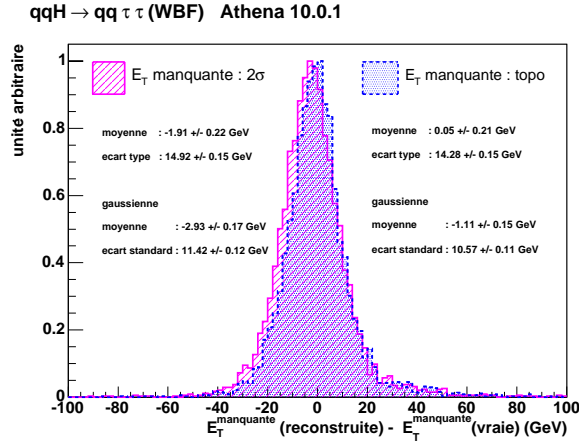 qqH → qq τ τ (WBF) Athena 10.0.1
unité arbitraire
1
0.8
0.6
0.4
0.2
0
E_T manquante : 2σ
moyenne : -1.91 +/- 0.22 GeV
ecart type : 14.92 +/- 0.15 GeV
gaussienne
moyenne : -2.93 +/- 0.17 GeV
ecart standard : 11.42 +/- 0.12 GeV
E_T manquante : topo
moyenne : 0.05 +/- 0.21 GeV
ecart type : 14.28 +/- 0.15 GeV
gaussienne
moyenne : -1.11 +/- 0.15 GeV
ecart standard : 10.57 +/- 0.11 GeV
-100 -80 -60 -40 -20 0 20 40 60 80 100
E_T^manquante (reconstruite) - E_T^manquante (vraie) (GeV)